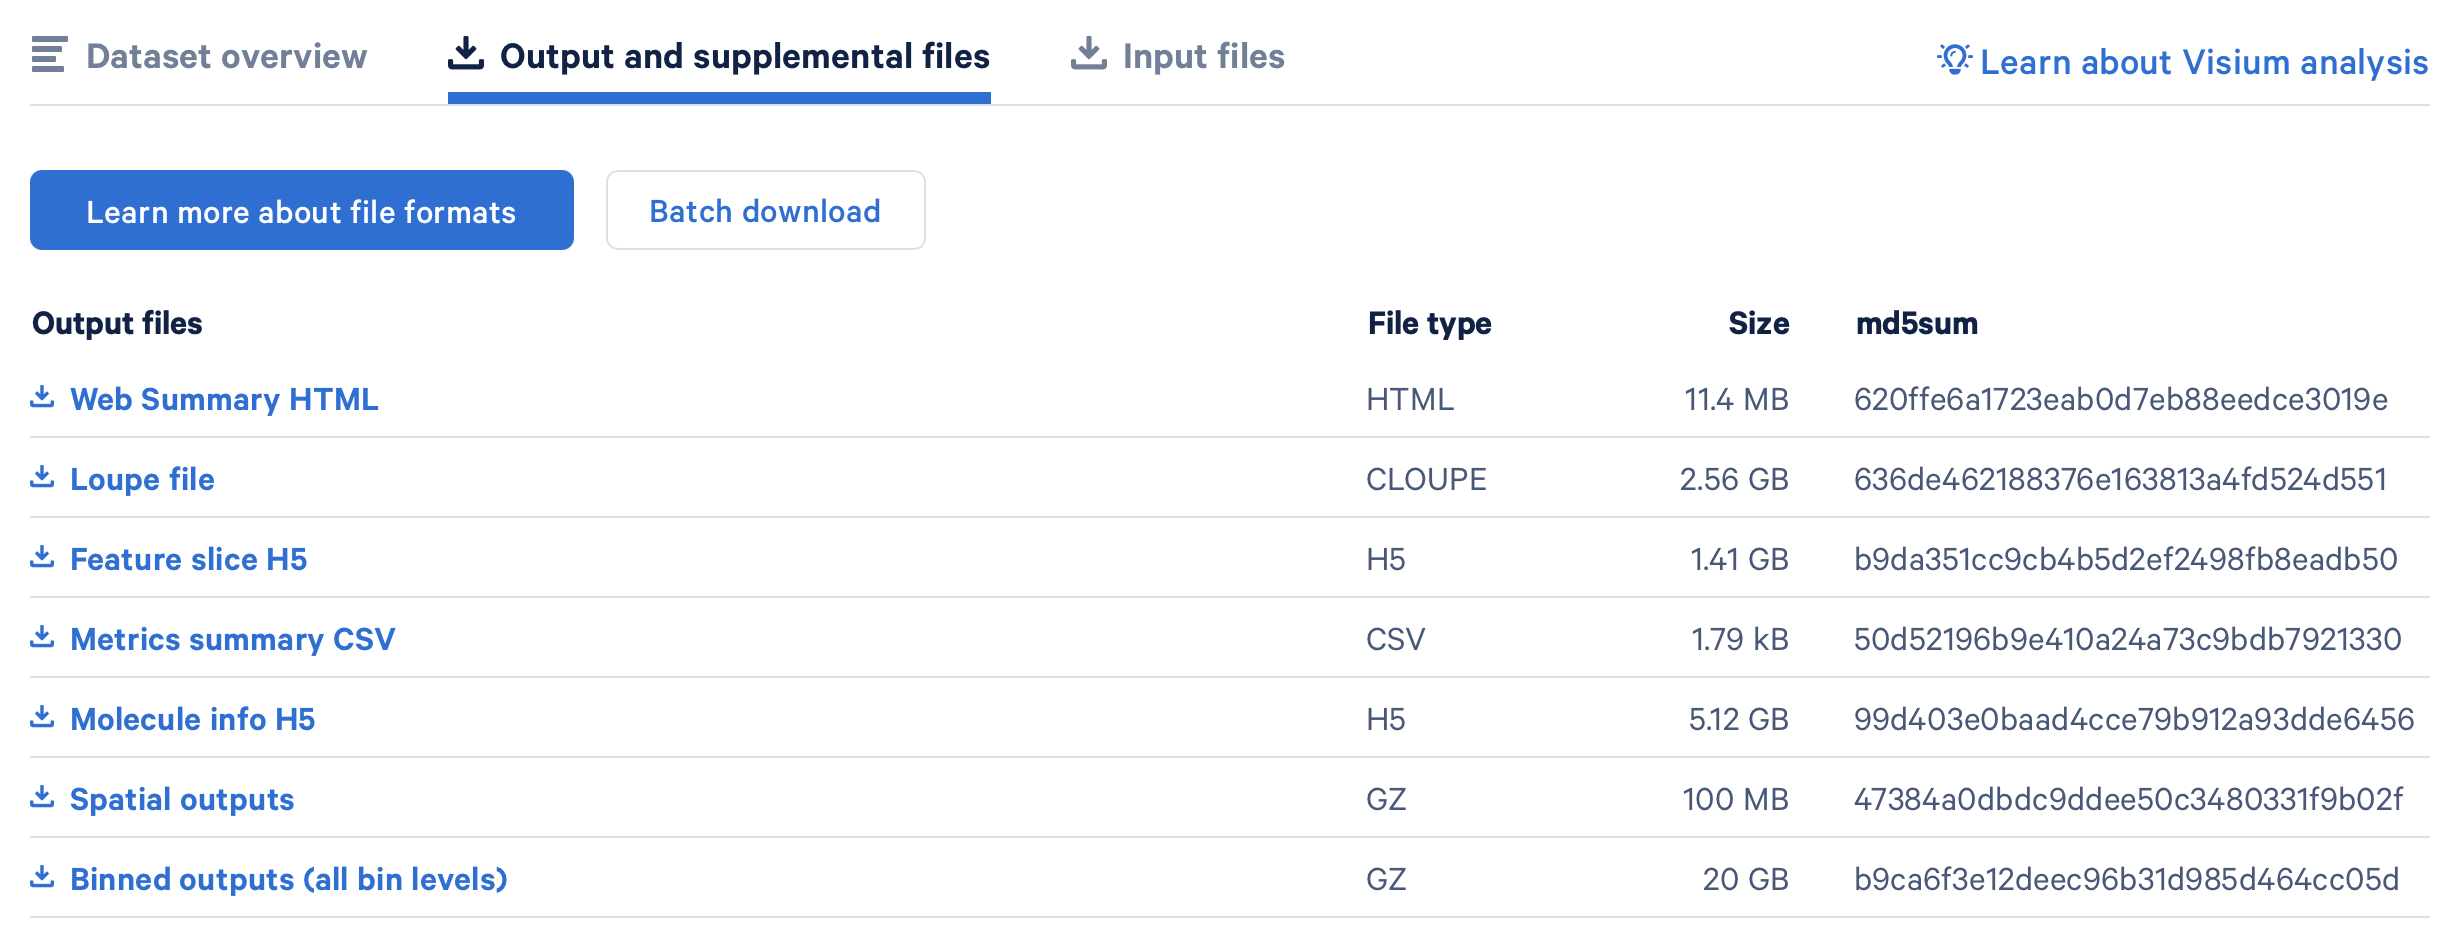 Dataset overview
Output and supplemental files
Input files
Learn about Visium analysis
Learn more about file formats
Batch download
Output files File type Size md5sum
Web Summary HTML HTML 11.4 MB 620ffe6a1723eab0d7eb88eedce3019e
Loupe file CLOUPE 2.56 GB 636de462188376e163813a4fd524d551
Feature slice H5 H5 1.41 GB b9da351cc9cb4b5d2ef2498fb8eadb50
Metrics summary CSV CSV 1.79 kB 50d52196b9e410a24a73c9bdb7921330
Molecule info H5 H5 5.12 GB 99d403e0baad4cce79b912a93dde6456
Spatial outputs GZ 100 MB 47384a0dbdc9ddee50c3480331f9b02f
Binned outputs (all bin levels) GZ 20 GB b9ca6f3e12deec96b31d985d464cc05d